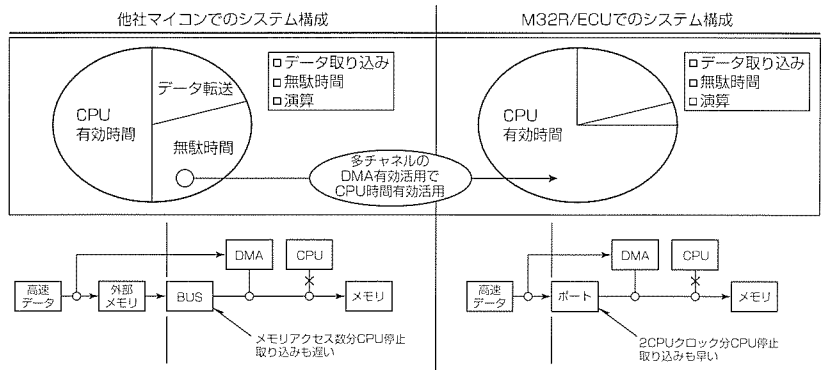 他社マイコンでのシステム構成
M32R/ECUでのシステム構成
CPU
有効時間
データ転送
無駄時間
データ取り込み
無駄時間
演算
多チャネルの
DMA有効活用で
CPU時間有効活用
CPU
有効時間
データ取り込み
無駄時間
演算
高速
データ
外部
メモリ
BUS
DMA
CPU
メモリ
メモリアクセス数分CPU停止
取り込みも遅い
高速
データ
ポート
DMA
CPU
メモリ
2CPUクロック分CPU停止
取り込みも早い